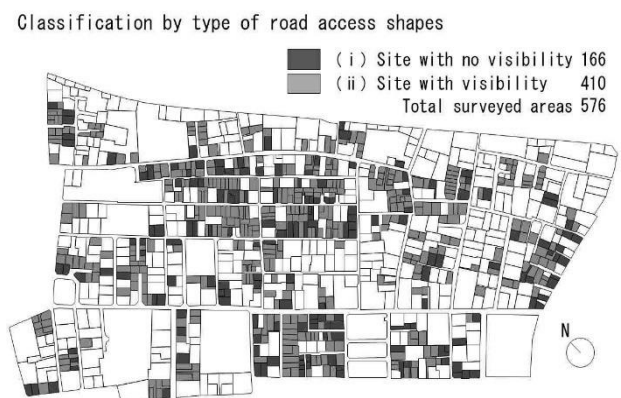 Classification by type of road access shapes
(ⅰ) Site with no visibility 166
(ⅱ) Site with visibility 410
Total surveyed areas 576
N